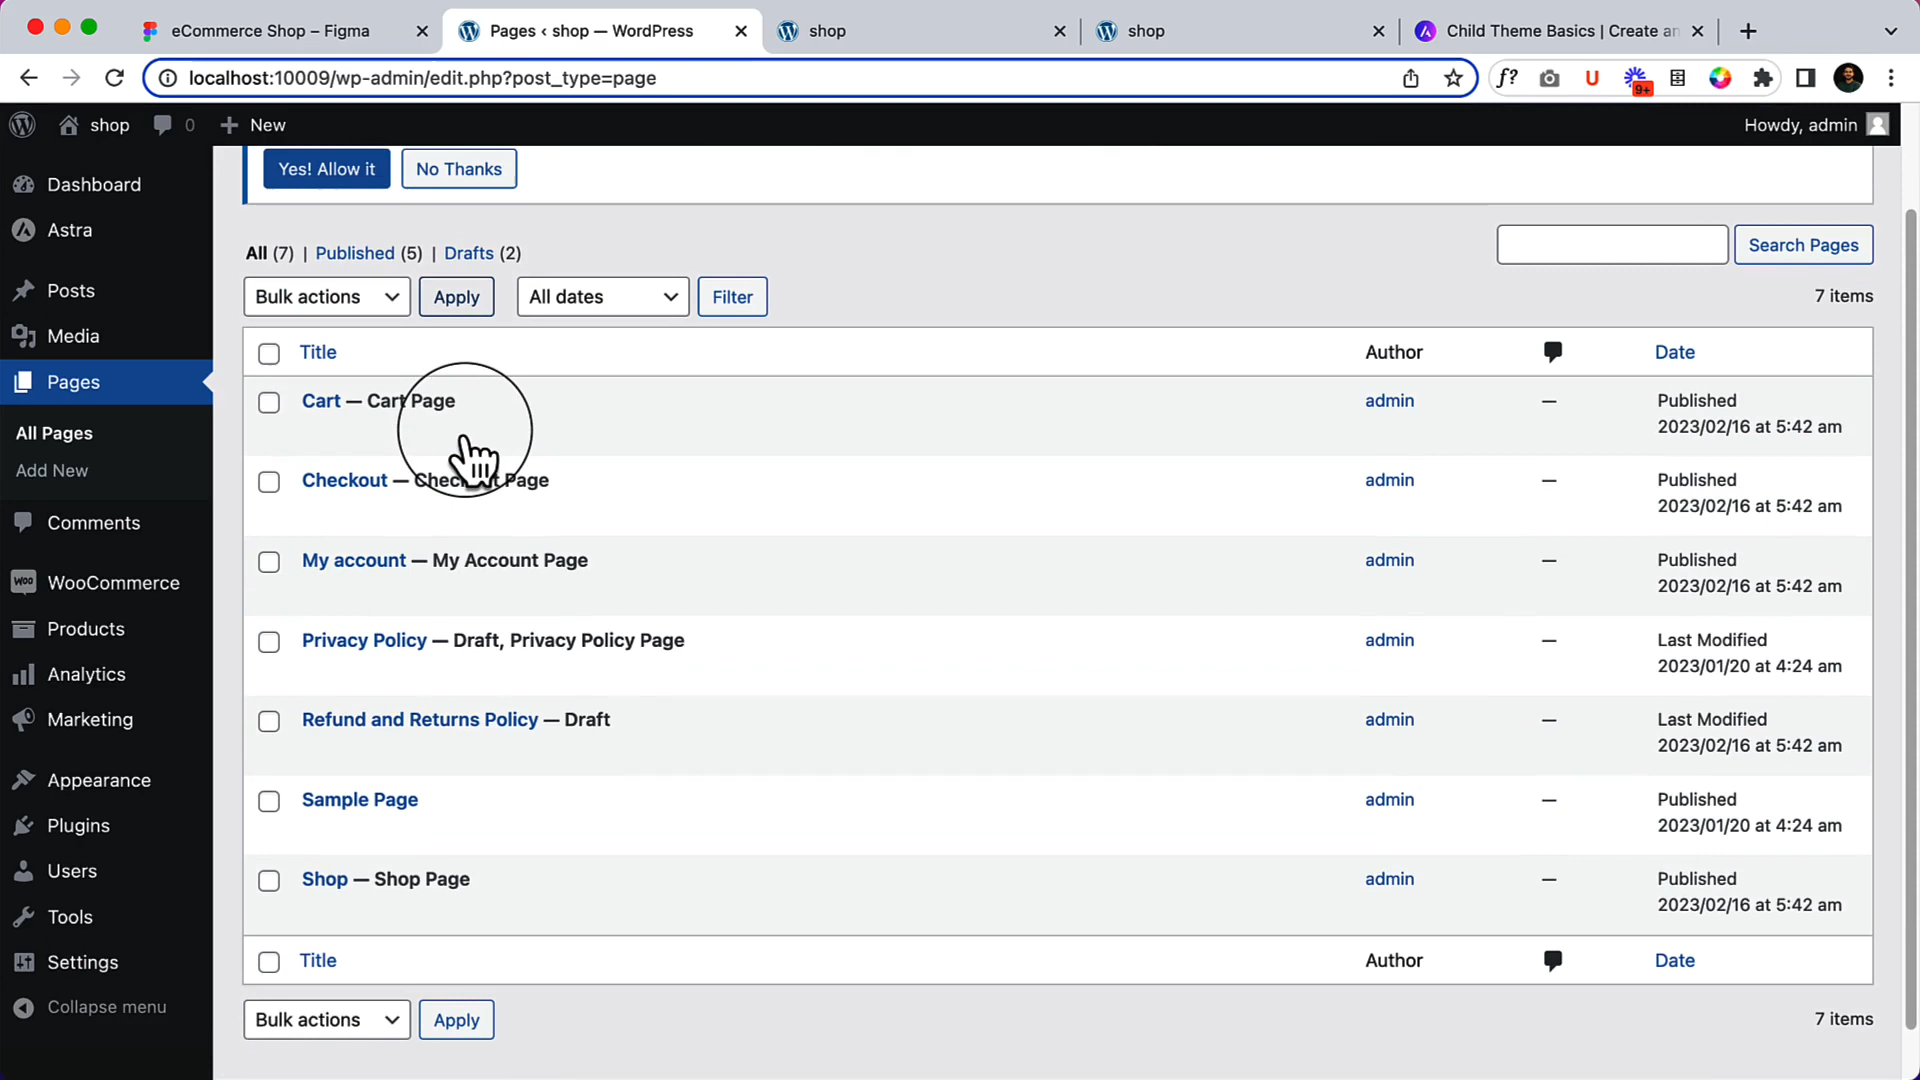 eCommerce Shop – Figma
Pages ‹ shop — WordPress
shop
shop
Child Theme Basics | Create an
localhost:10009/wp-admin/edit.php?post_type=page
f?
U
9+
shop
0
New
Howdy, admin
Dashboard
Astra
Posts
Media
Pages
All Pages
Add New
Comments
WooCommerce
Products
Analytics
Marketing
Appearance
Plugins
Users
Tools
Settings
Collapse menu
Yes! Allow it
No Thanks
All (7) | Published (5) | Drafts (2)
Search Pages
Bulk actions
Apply
All dates
Filter
7 items
Title
Author
Date
Cart — Cart Page
admin
—
Published
2023/02/16 at 5:42 am
Checkout — Checkout Page
admin
—
Published
2023/02/16 at 5:42 am
My account — My Account Page
admin
—
Published
2023/02/16 at 5:42 am
Privacy Policy — Draft, Privacy Policy Page
admin
—
Last Modified
2023/01/20 at 4:24 am
Refund and Returns Policy — Draft
admin
—
Last Modified
2023/02/16 at 5:42 am
Sample Page
admin
—
Published
2023/01/20 at 4:24 am
Shop — Shop Page
admin
—
Published
2023/02/16 at 5:42 am
Title
Author
Date
Bulk actions
Apply
7 items